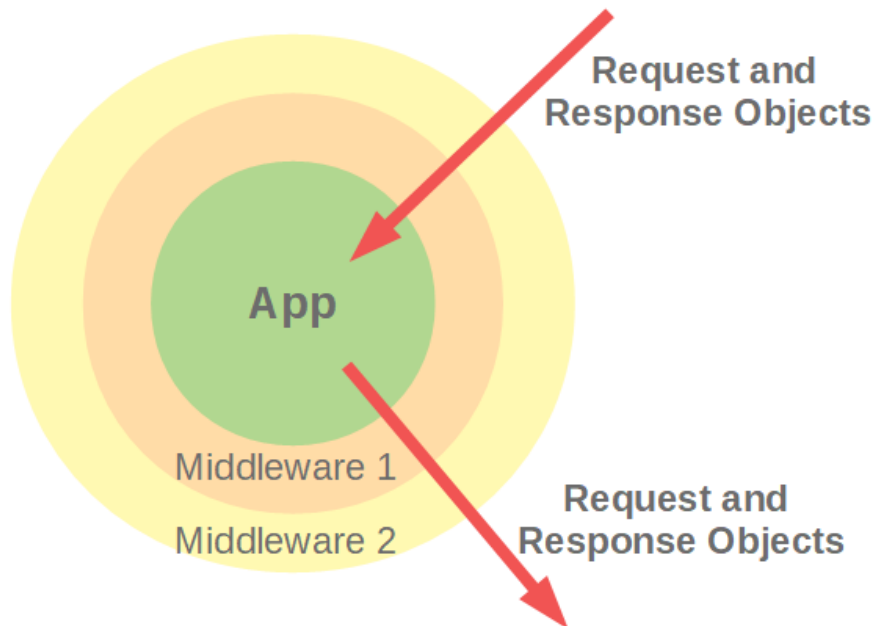 Request and
Response Objects
App
Middleware 1
Middleware 2
Request and
Response Objects